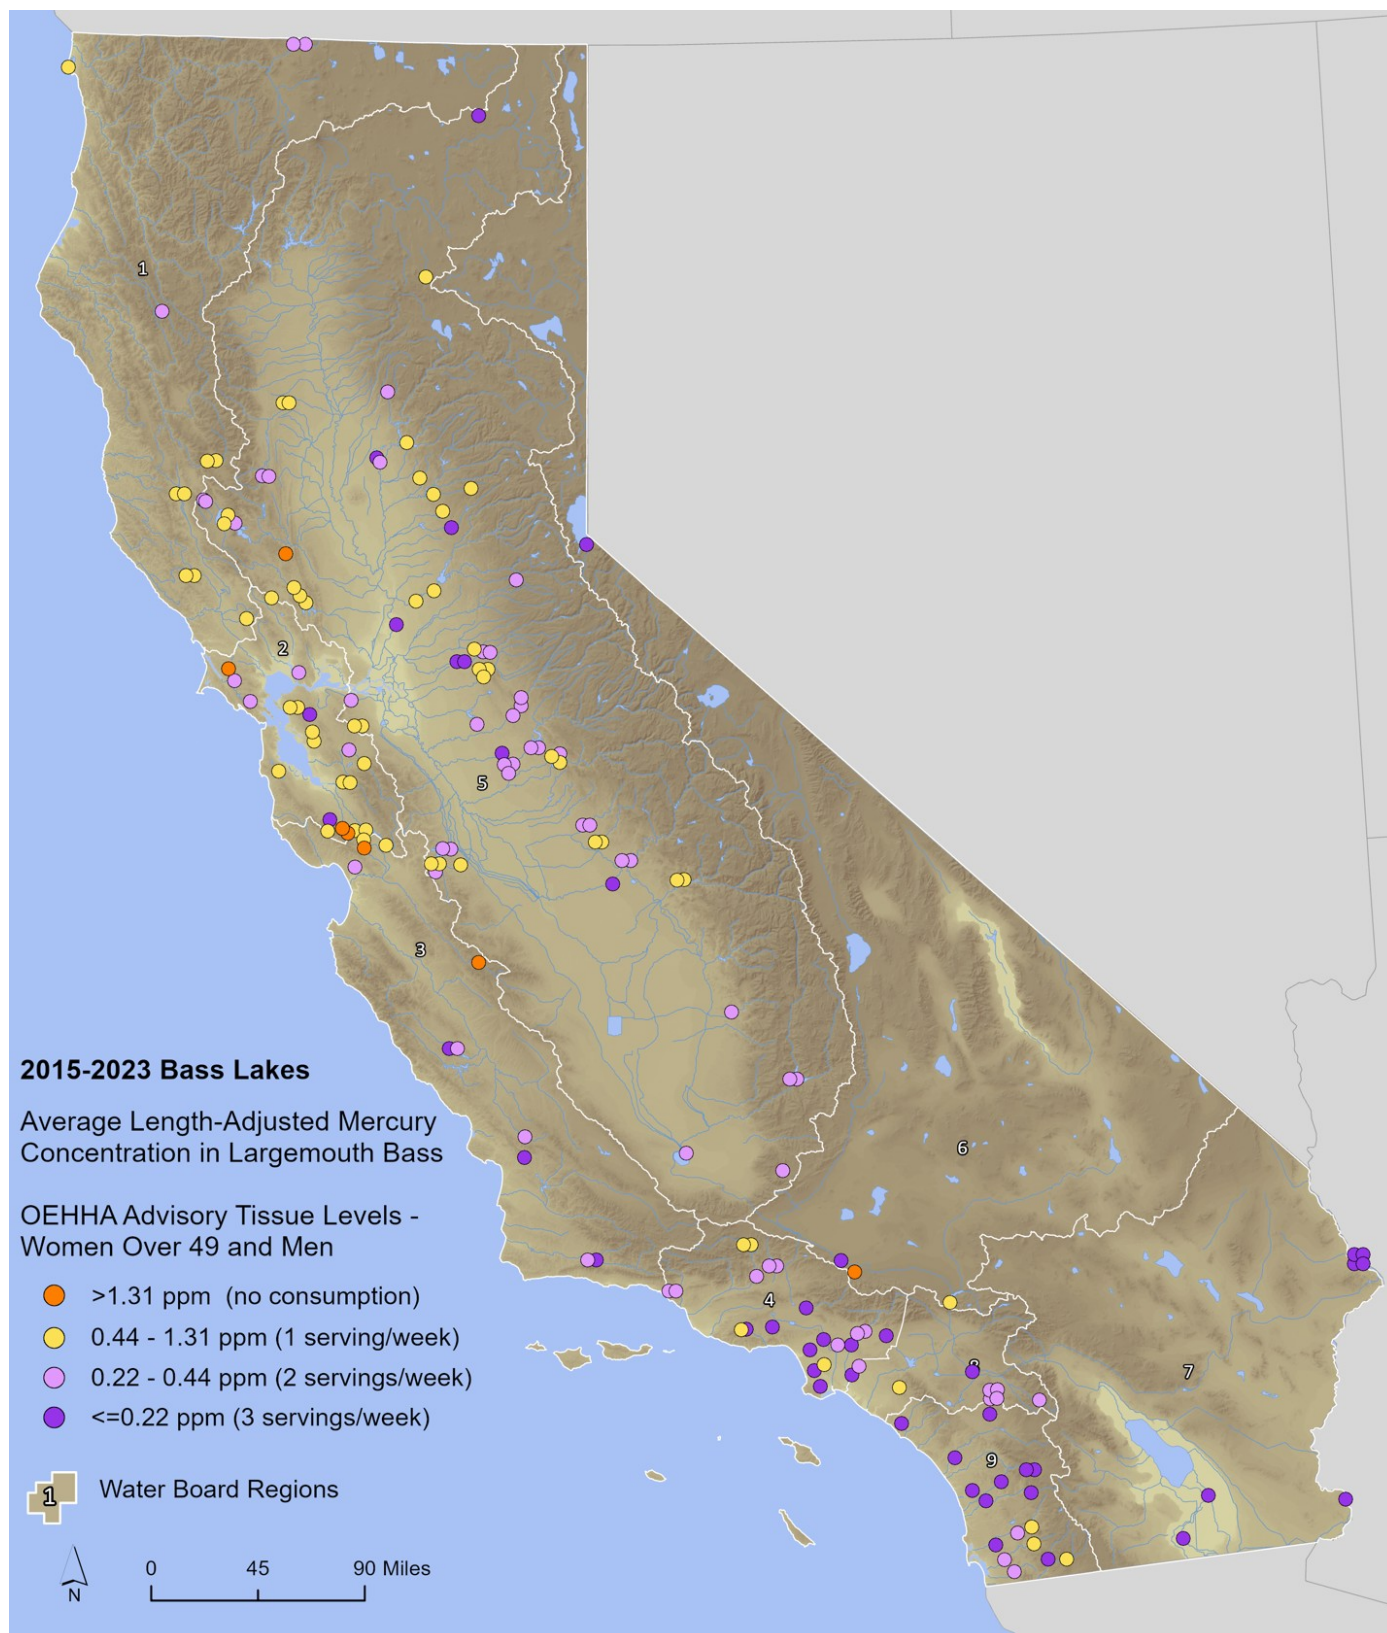 1
2
5
3
6
4
8
7
9
2015-2023 Bass Lakes
Average Length-Adjusted Mercury
Concentration in Largemouth Bass
OEHHA Advisory Tissue Levels -
Women Over 49 and Men
>1.31 ppm (no consumption)
0.44 - 1.31 ppm (1 serving/week)
0.22 - 0.44 ppm (2 servings/week)
<=0.22 ppm (3 servings/week)
1 Water Board Regions
N
0 45 90 Miles